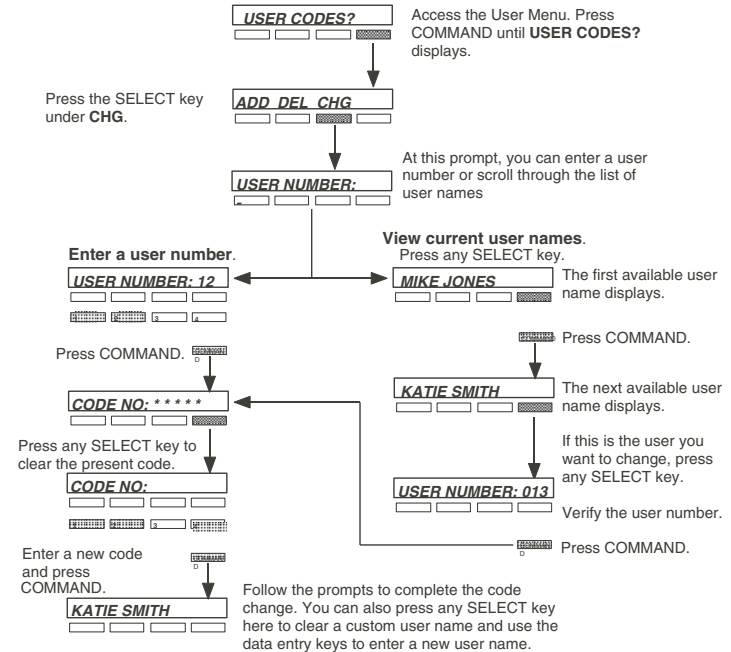 USER CODES?
Access the User Menu. Press
COMMAND until USER CODES?
displays.
Press the SELECT key
under CHG.
ADD DEL CHG
At this prompt, you can enter a user
number or scroll through the list of
user names
USER NUMBER:
Enter a user number.
USER NUMBER: 12
3 4
Press COMMAND.
D
CODE NO: * * * * *
Press any SELECT key to
clear the present code.
CODE NO:
3
Enter a new code
and press
COMMAND.
D
KATIE SMITH
View current user names.
Press any SELECT key.
MIKE JONES
The first available user
name displays.
Press COMMAND.
D
KATIE SMITH
The next available user
name displays.
If this is the user you
want to change, press
any SELECT key.
USER NUMBER: 013
Verify the user number.
Press COMMAND.
D
Follow the prompts to complete the code
change. You can also press any SELECT key
here to clear a custom user name and use the
data entry keys to enter a new user name.